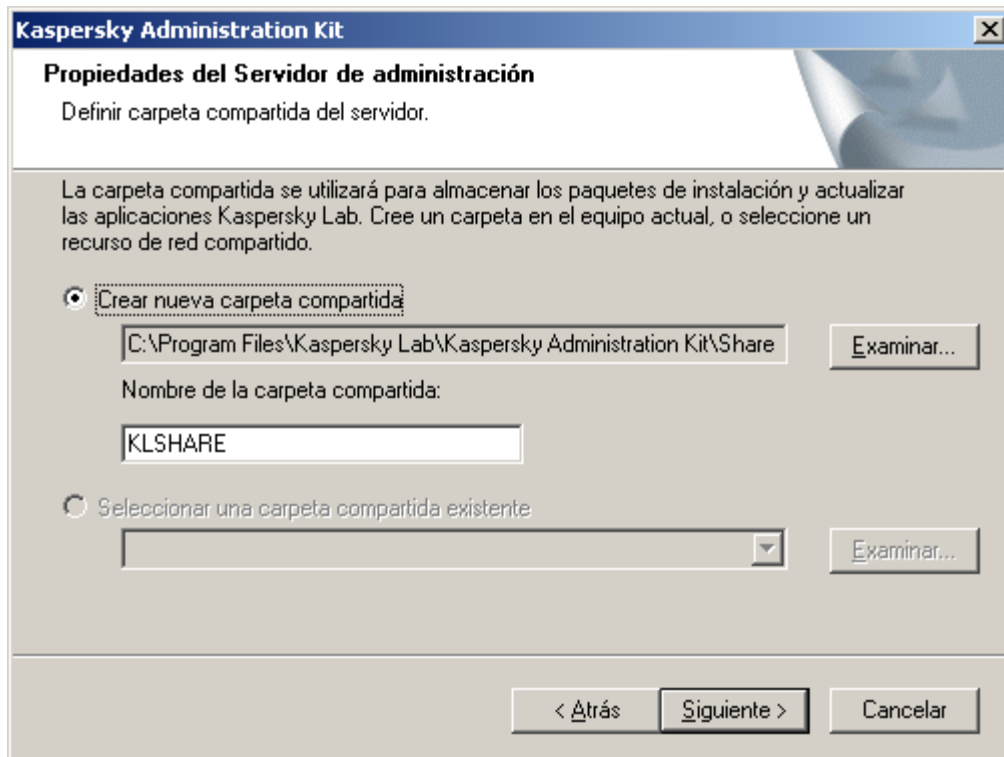 Kaspersky Administration Kit
Propiedades del Servidor de administración
Definir carpeta compartida del servidor.
La carpeta compartida se utilizará para almacenar los paquetes de instalación y actualizar
las aplicaciones Kaspersky Lab. Cree un carpeta en el equipo actual, o seleccione un
recurso de red compartido.
Crear nueva carpeta compartida
C:\Program Files\Kaspersky Lab\Kaspersky Administration Kit\Share
Examinar...
Nombre de la carpeta compartida:
KLSHARE
Seleccionar una carpeta compartida existente
Examinar...
< Atrás
Siguiente >
Cancelar